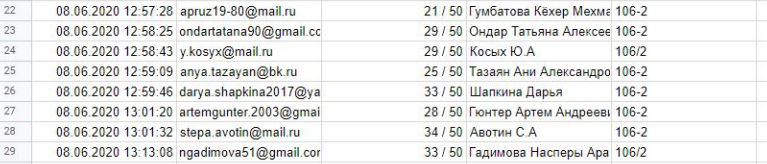 22 08.06.2020 12:57:28 apruz19-80@mail.ru 21 / 50 Гумбатова Кёхер Мехма 106-2
23 08.06.2020 12:58:25 ondartatana90@gmail.cc 29 / 50 Ондар Татьяна Алексее 106-2
24 08.06.2020 12:58:43 y.kosyx@mail.ru 29 / 50 Косых Ю.А 106/2
25 08.06.2020 12:59:09 anya.tazayan@bk.ru 25 / 50 Тазаян Ани Александро 106-2
26 08.06.2020 12:59:46 darya.shapkina2017@ya 33 / 50 Шапкина Дарья 106-2
27 08.06.2020 13:01:20 artemgunter.2003@gmai 28 / 50 Гюнтер Артем Андрееви 106-2
28 08.06.2020 13:01:32 stepa.avotin@mail.ru 34 / 50 Авотин С.А 106-2
29 08.06.2020 13:13:08 ngadimova51@gmail.cor 33 / 50 Гадимова Насперы Ара 106/2